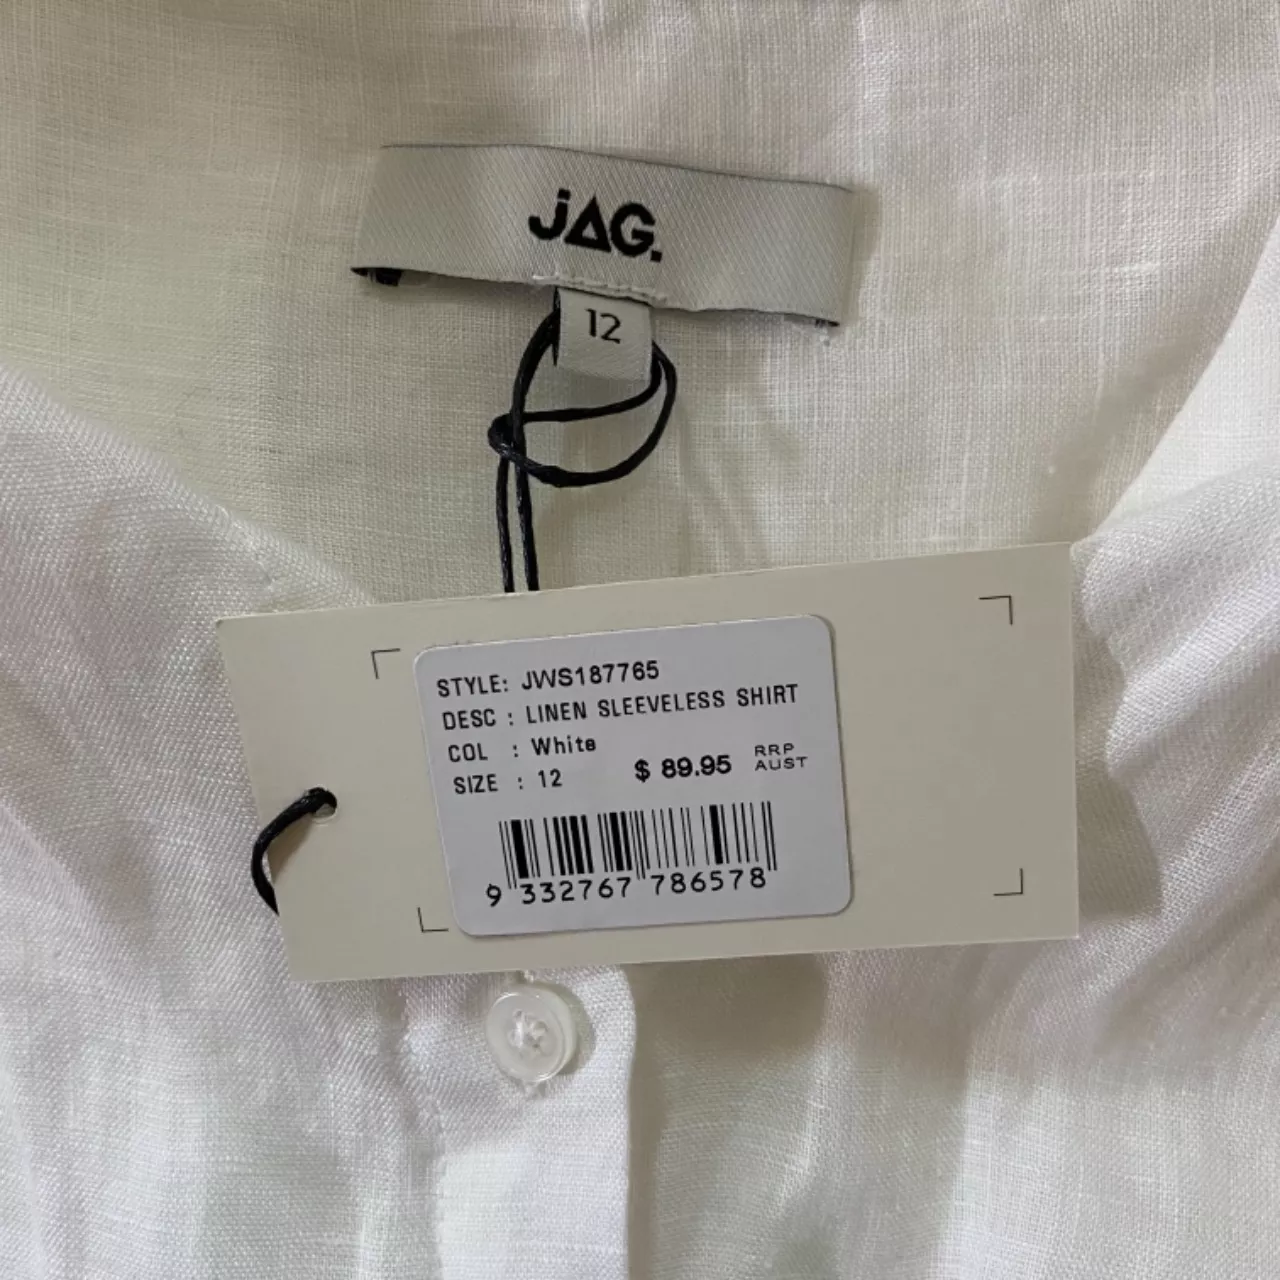 JAG.
12
STYLE: JWS187765
DESC : LINEN SLEEVELESS SHIRT
COL : White
SIZE : 12 $ 89.95 RRP AUST
9 332767 786578